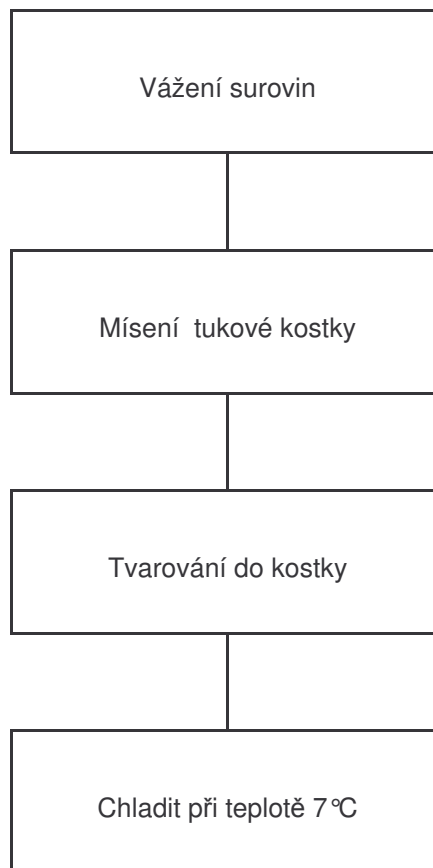 Vážení surovin
Mísení  tukové kostky
Tvarování do kostky
Chladit při teplotě 7°C